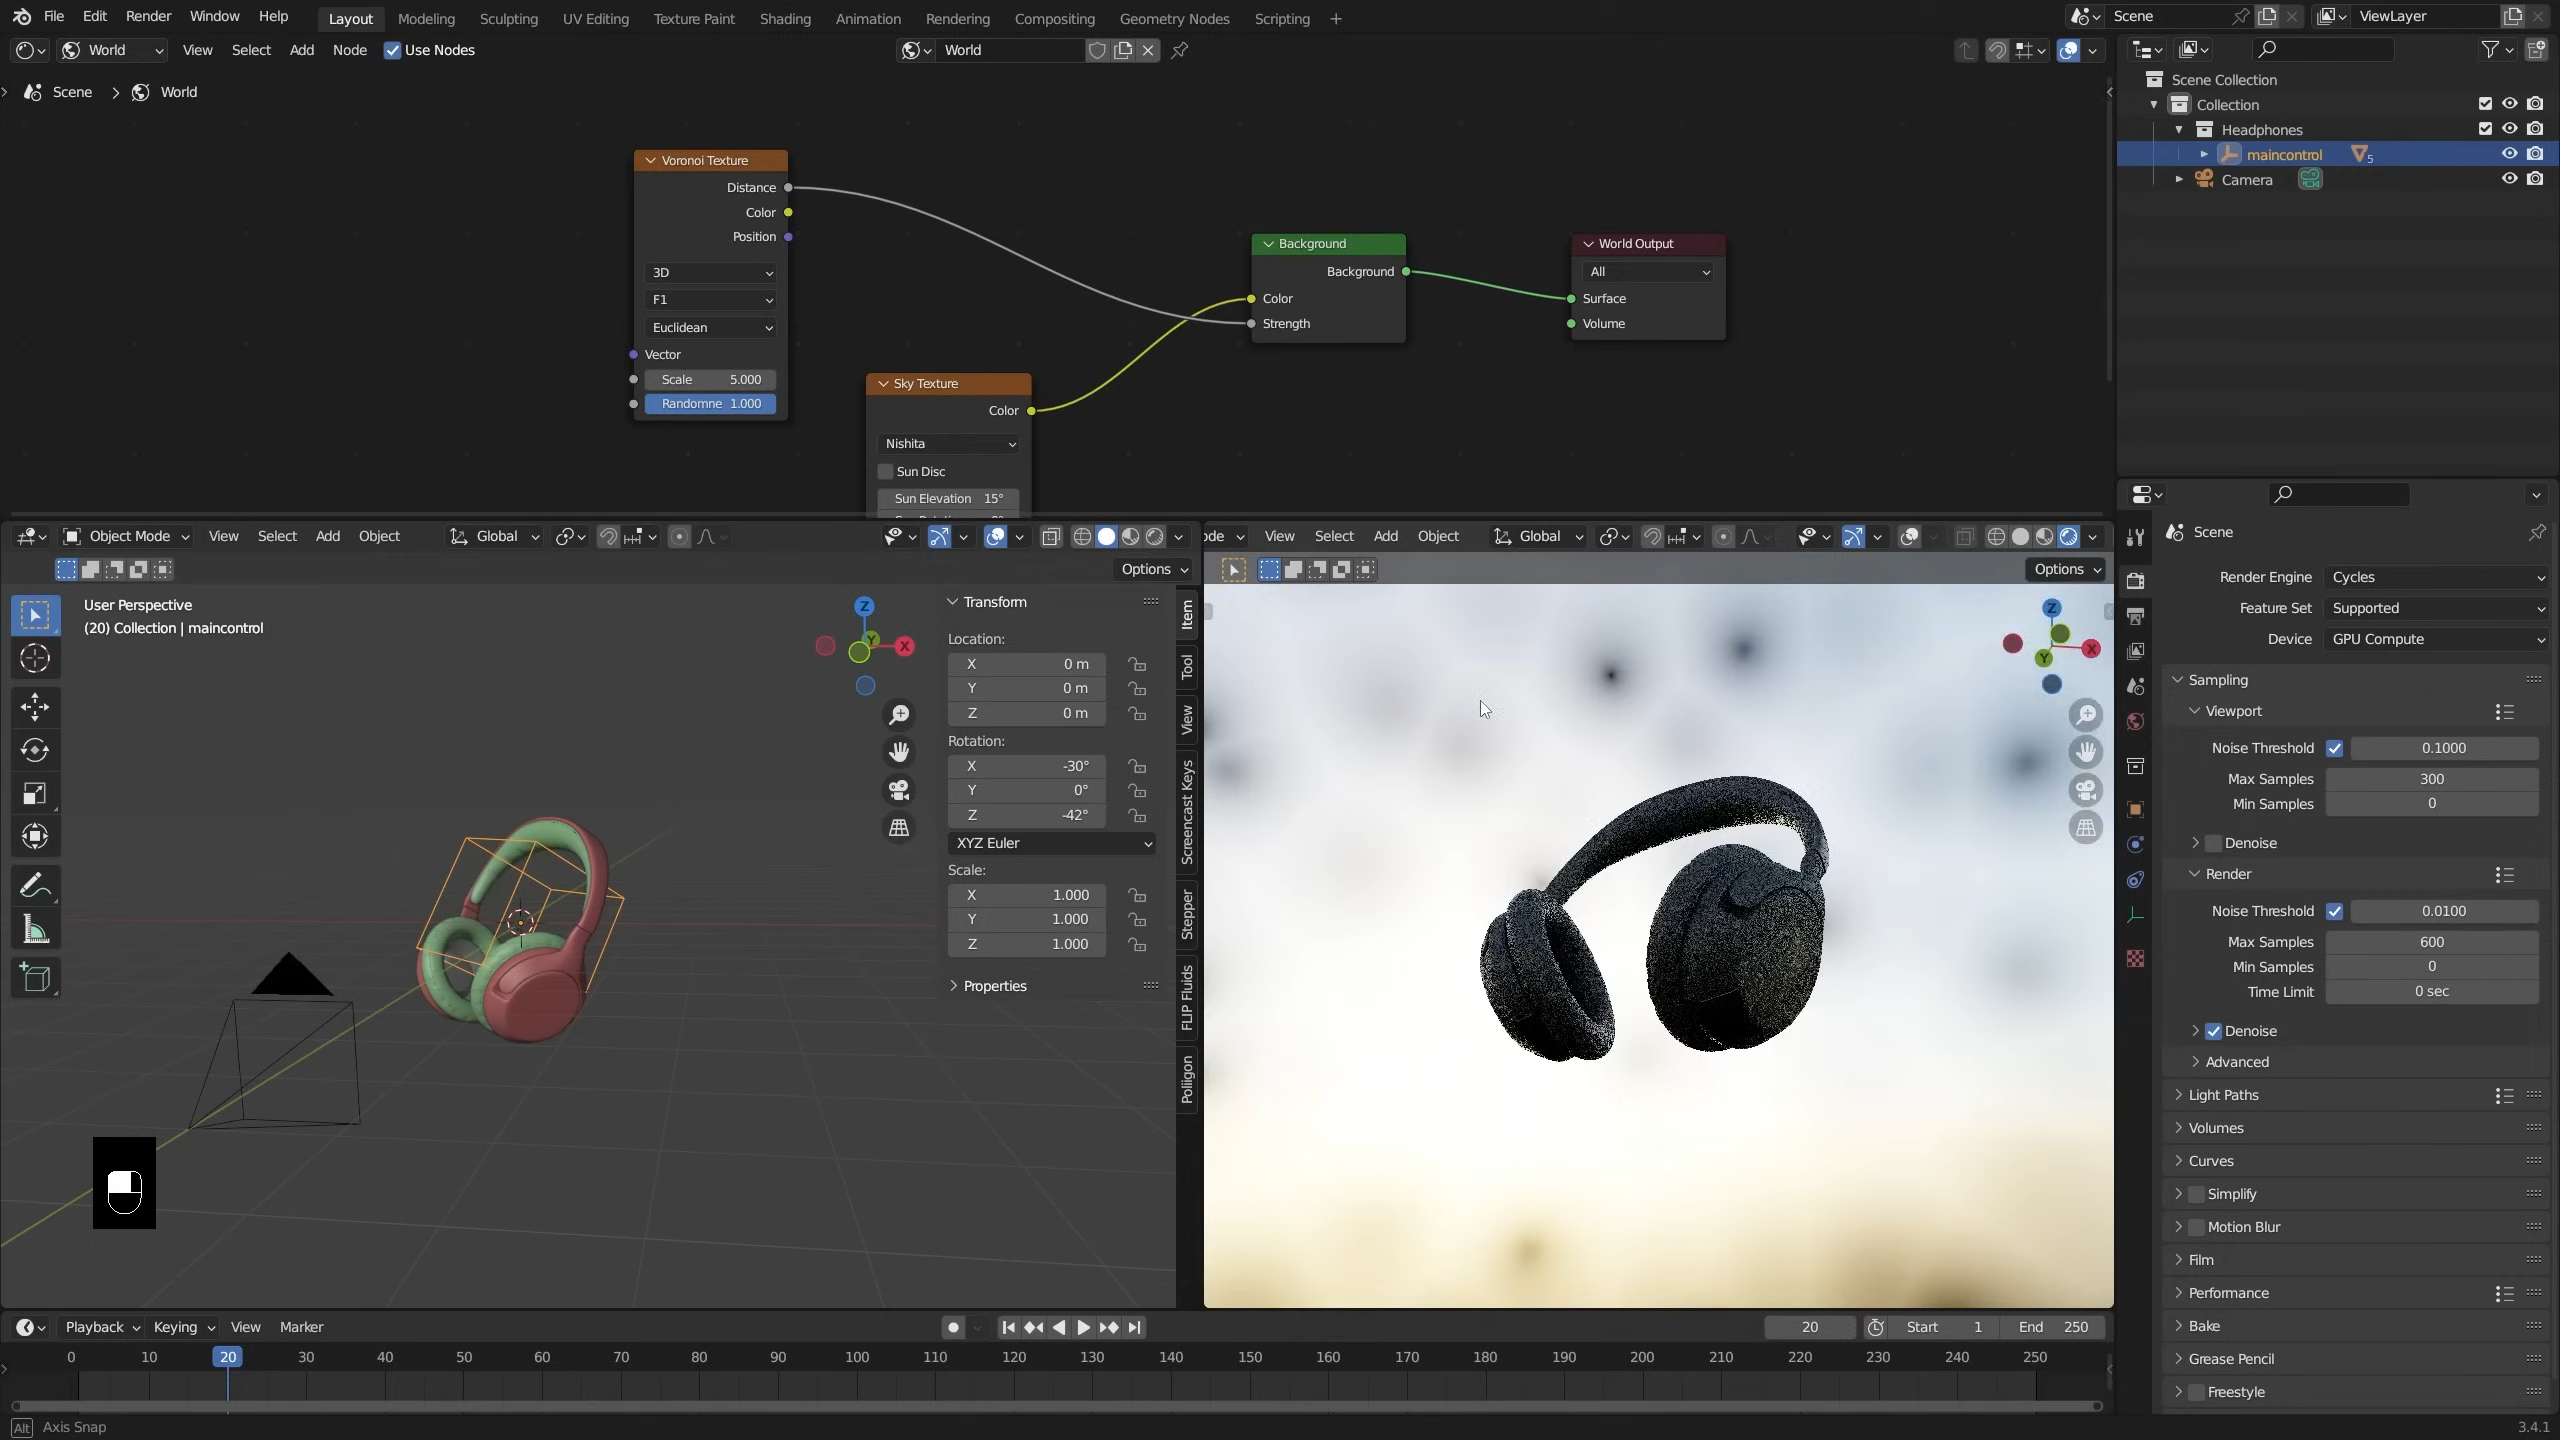 File Edit Render Window Help Layout Modeling Sculpting UV Editing Texture Paint Shading Animation Rendering Compositing Geometry Nodes Scripting + Scene ViewLayer
World View Select Add Node Use Nodes World
Scene > World
Voronoi Texture
Distance
Color
Position
3D
F1
Euclidean
Vector
Scale 5.000
Randomne 1.000
Sky Texture
Color
Nishita
Sun Disc
Sun Elevation 15°
Background
Background
Color
Strength
World Output
All
Surface
Volume
Scene Collection
Collection
Headphones
maincontrol 5
Camera
Object Mode View Select Add Object Global
Options
User Perspective
(20) Collection | maincontrol
Z
Y
X
Transform
Location:
X 0 m
Y 0 m
Z 0 m
Rotation:
X -30°
Y 0°
Z -42°
XYZ Euler
Scale:
X 1.000
Y 1.000
Z 1.000
Properties
Item
Tool
View
Screencast Keys
Stepper
FLIP Fluids
Poliigon
ode View Select Add Object Global
Options
Z
X
Y
Scene
Render Engine Cycles
Feature Set Supported
Device GPU Compute
Sampling
Viewport
Noise Threshold 0.1000
Max Samples 300
Min Samples 0
Denoise
Render
Noise Threshold 0.0100
Max Samples 600
Min Samples 0
Time Limit 0 sec
Denoise
Advanced
Light Paths
Volumes
Curves
Simplify
Motion Blur
Film
Performance
Bake
Grease Pencil
Freestyle
Playback Keying View Marker 20 Start 1 End 250
0 10 20 30 40 50 60 70 80 90 100 110 120 130 140 150 160 170 180 190 200 210 220 230 240 250
Alt Axis Snap 3.4.1